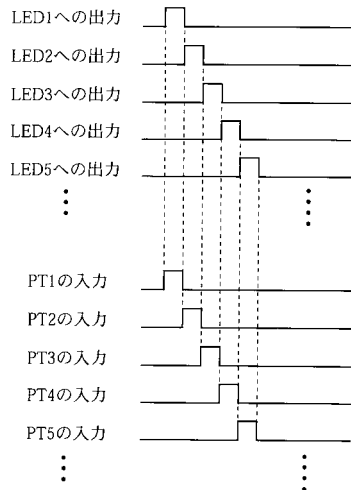 LED1への出力
LED2への出力
LED3への出力
LED4への出力
LED5への出力
PT1の入力
PT2の入力
PT3の入力
PT4の入力
PT5の入力